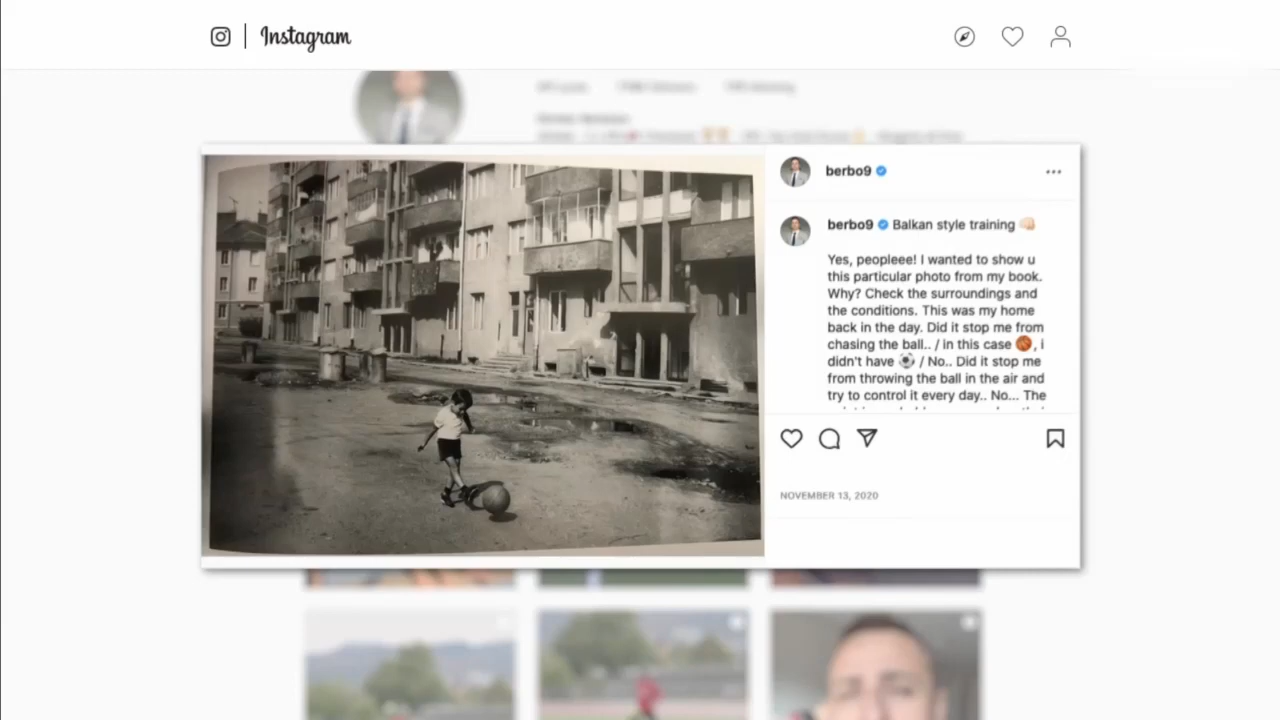 Instagram
berbo9
berbo9 Balkan style training 👊🏻
Yes, peopleee! I wanted to show u
this particular photo from my book.
Why? Check the surroundings and
the conditions. This was my home
back in the day. Did it stop me from
chasing the ball.. / in this case 🏀, i
didn't have ⚽ / No.. Did it stop me
from throwing the ball in the air and
try to control it every day.. No... The
NOVEMBER 13, 2020